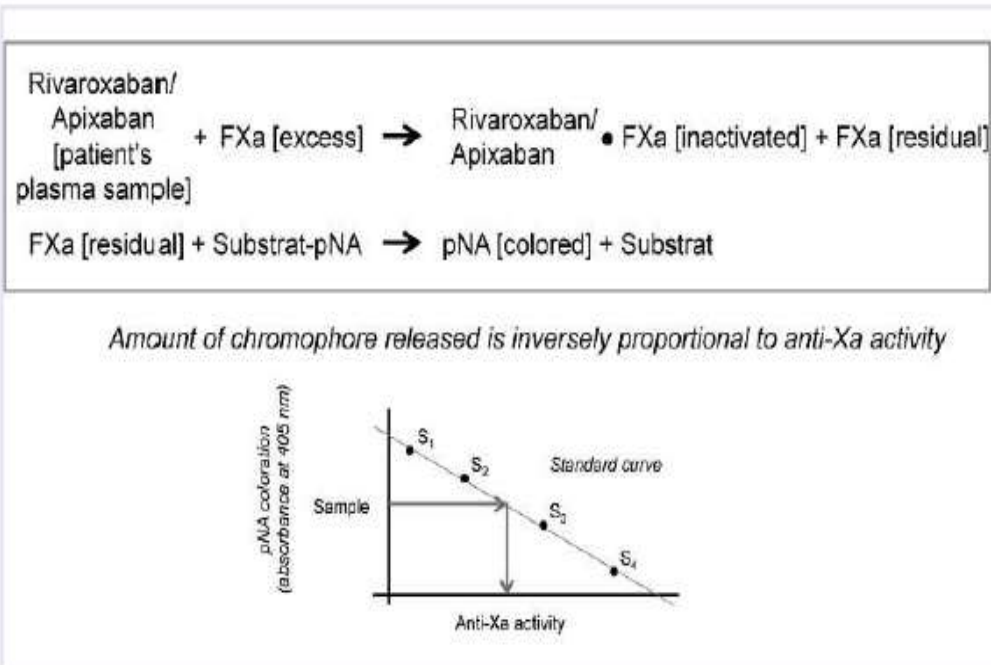 Rivaroxaban/
Apixaban
[patient's
plasma sample]
+ FXa [excess] → Rivaroxaban/
Apixaban
• FXa [inactivated] + FXa [residual]
FXa [residual] + Substrat-pNA → pNA [colored] + Substrat
Amount of chromophore released is inversely proportional to anti-Xa activity
pNA coloration
(absorbance at 405 nm)
S1
S2
Standard curve
Sample
S3
S4
Anti-Xa activity